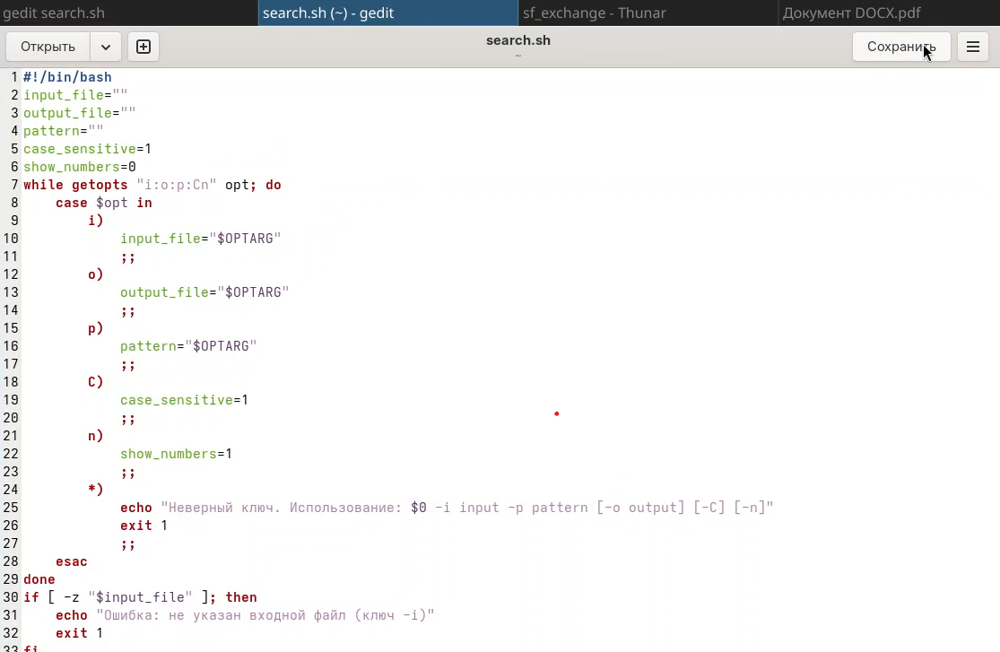 gedit search.sh
search.sh (~) - gedit
sf_exchange - Thunar
Документ DOCX.pdf
Открыть
search.sh
~
Сохранить
1 #!/bin/bash
2 input_file=""
3 output_file=""
4 pattern=""
5 case_sensitive=1
6 show_numbers=0
7 while getopts "i:o:p:Cn" opt; do
8     case $opt in
9         i)
10             input_file="$OPTARG"
11             ;;
12         o)
13             output_file="$OPTARG"
14             ;;
15         p)
16             pattern="$OPTARG"
17             ;;
18         C)
19             case_sensitive=1
20             ;;
21         n)
22             show_numbers=1
23             ;;
24         *)
25             echo "Неверный ключ. Использование: $0 -i input -p pattern [-o output] [-C] [-n]"
26             exit 1
27             ;;
28     esac
29 done
30 if [ -z "$input_file" ]; then
31     echo "Ошибка: не указан входной файл (ключ -i)"
32     exit 1
33 fi